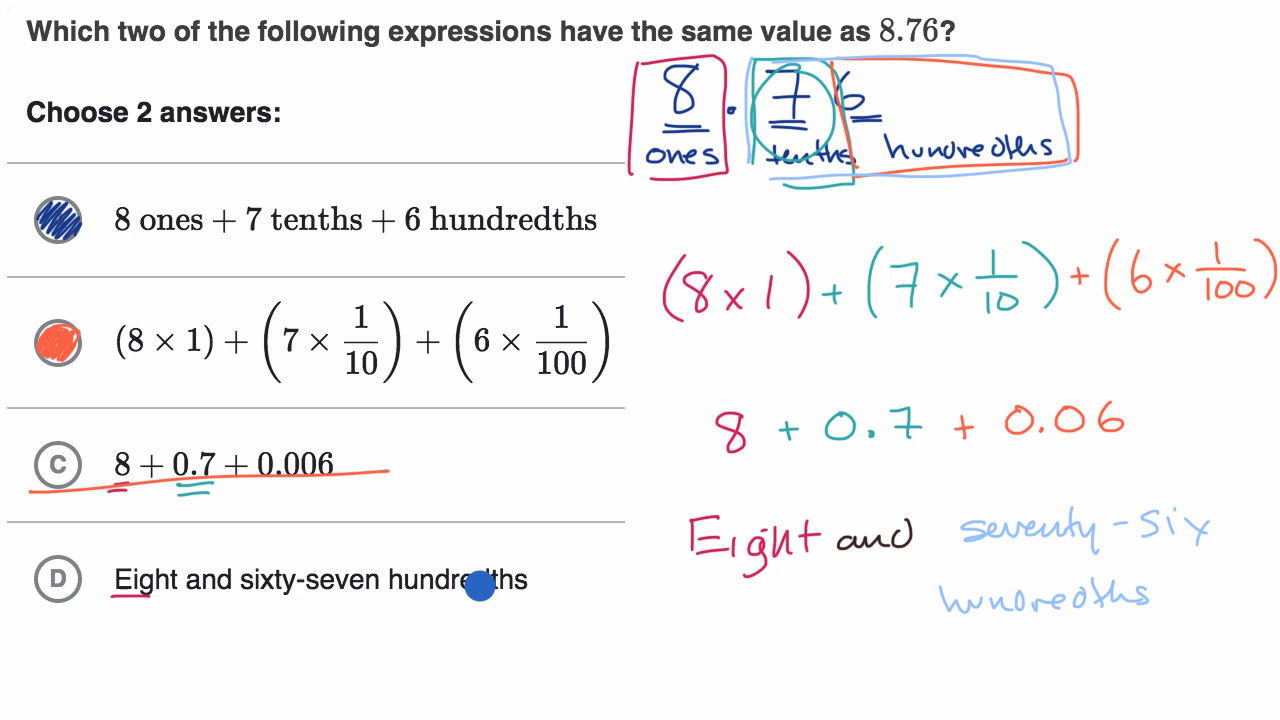 Which two of the following expressions have the same value as 8.76?
8 . 7 6
ones tenths hundredths
Choose 2 answers:
8 ones + 7 tenths + 6 hundredths
(8 × 1) + (7 × 1/10) + (6 × 1/100)
(8 × 1) + (7 × 1/10) + (6 × 1/100)
C 8 + 0.7 + 0.006
8 + 0.7 + 0.06
D Eight and sixty-seven hundredths
Eight and seventy-six
hundredths